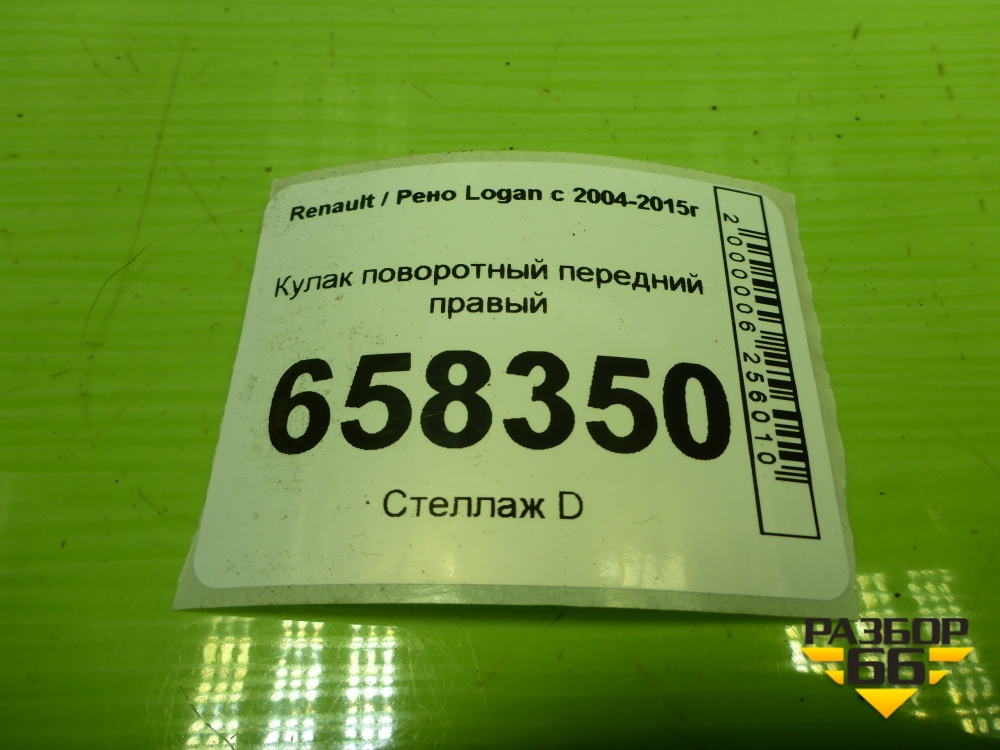 Renault / Рено Logan с 2004-2015г
Кулак поворотный передний
правый
658350
Стеллаж D
2000006256010
РАЗБОР
66